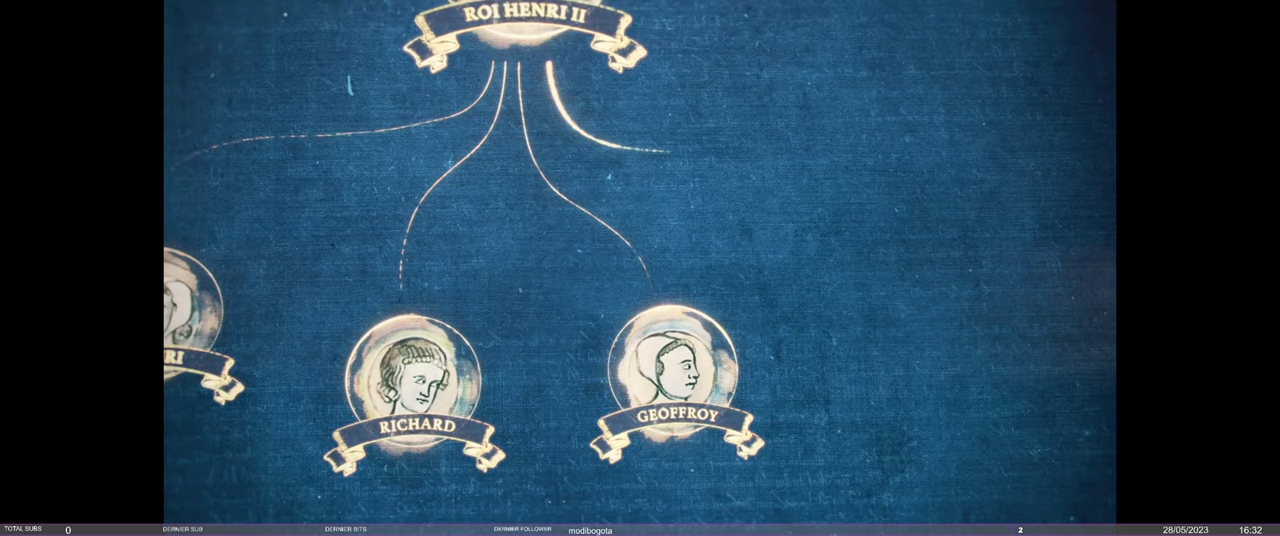 ROI HENRI II
RI
RICHARD
GEOFFROY
TOTAL SUBS 0 DERNIER SUB DERNIER BITS DERNIER FOLLOWER modibogota 2 28/05/2023 16:32